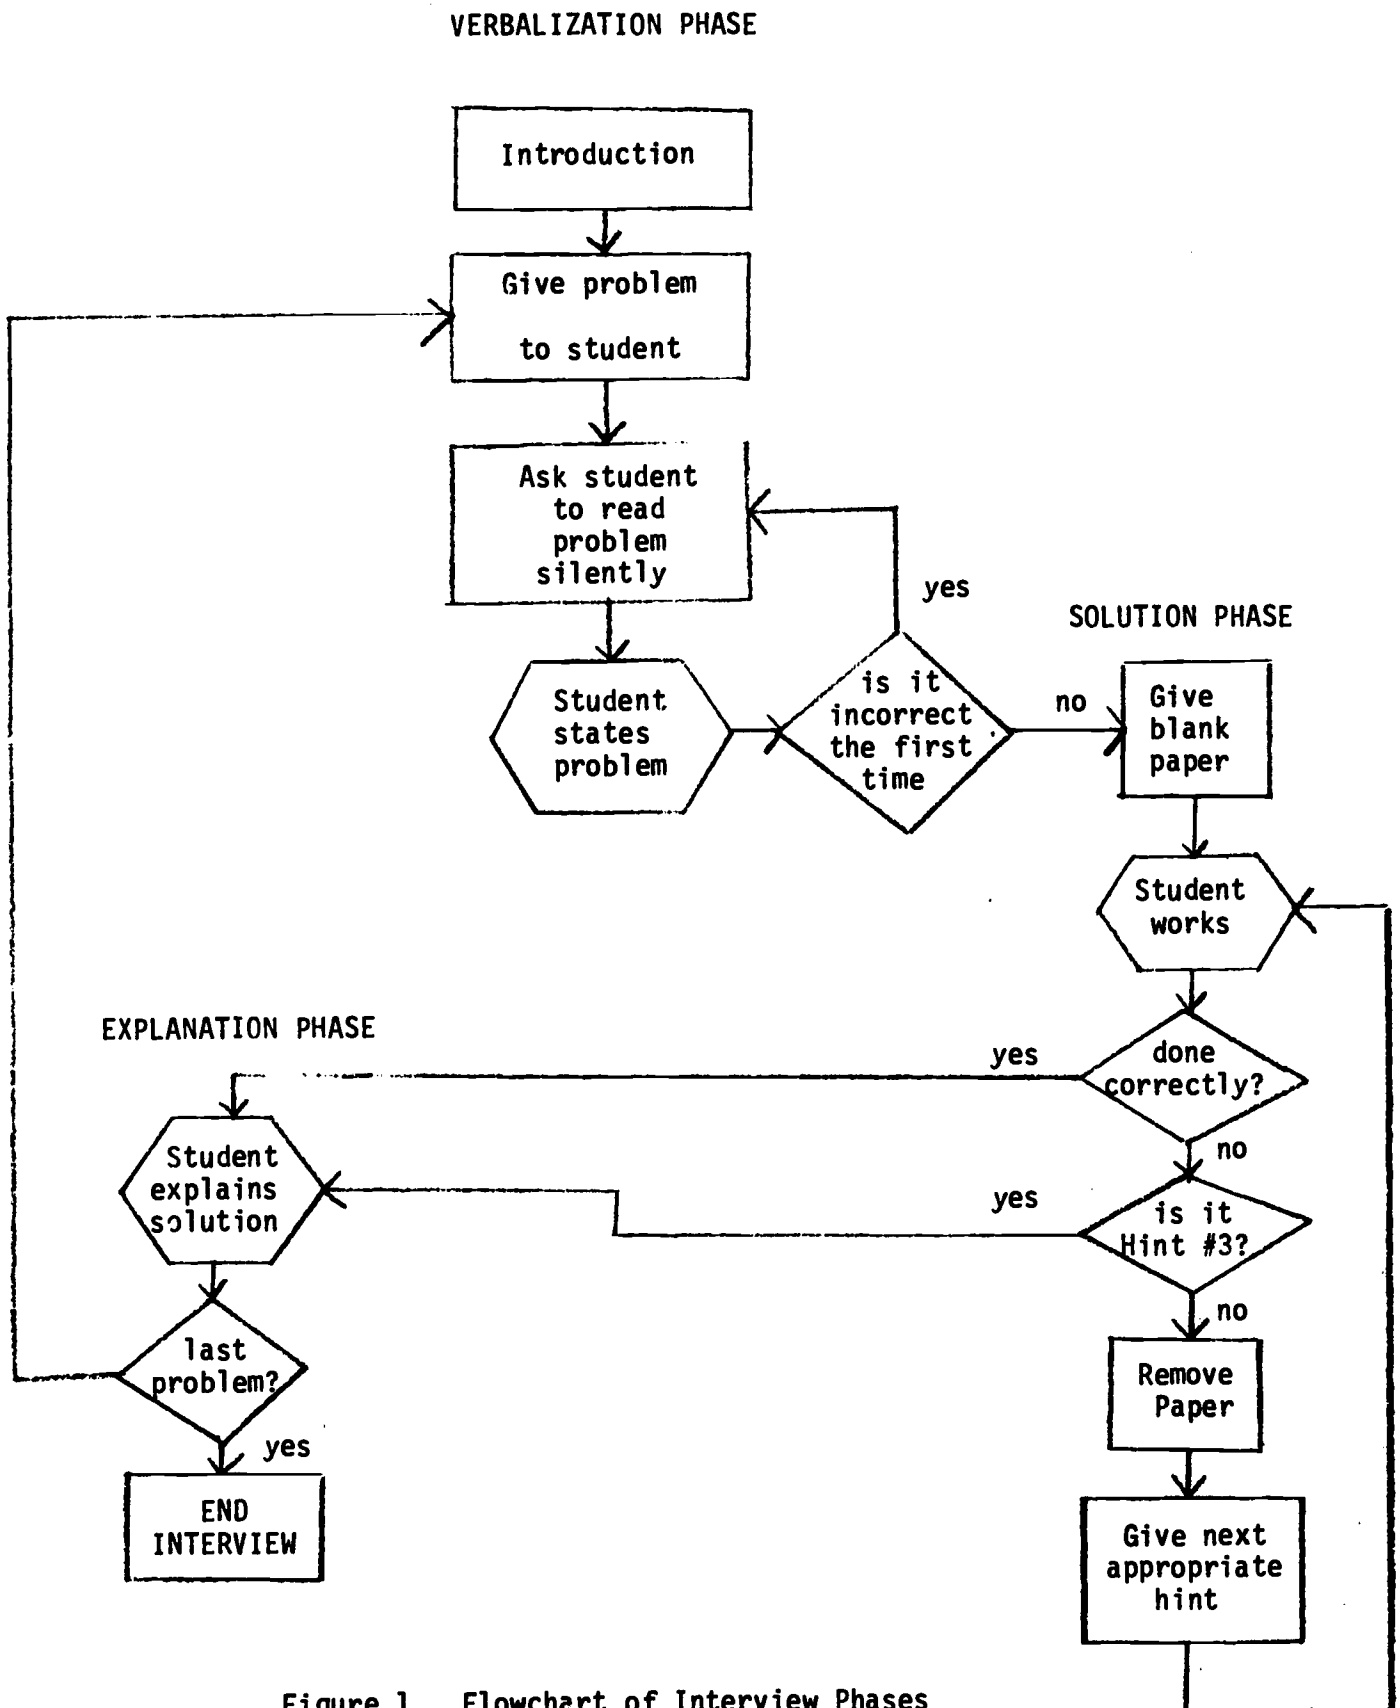 VERBALIZATION PHASE
Introduction
Give problem
to student
Ask student
to read
problem
silently
yes
Student
states
problem
is it
incorrect
the first
time
no
SOLUTION PHASE
Give
blank
paper
Student
works
done
correctly?
yes
no
is it
Hint #3?
yes
no
Remove
Paper
Give next
appropriate
hint
EXPLANATION PHASE
Student
explains
solution
last
problem?
yes
END
INTERVIEW
Figure 1 Flowchart of Interview Phases